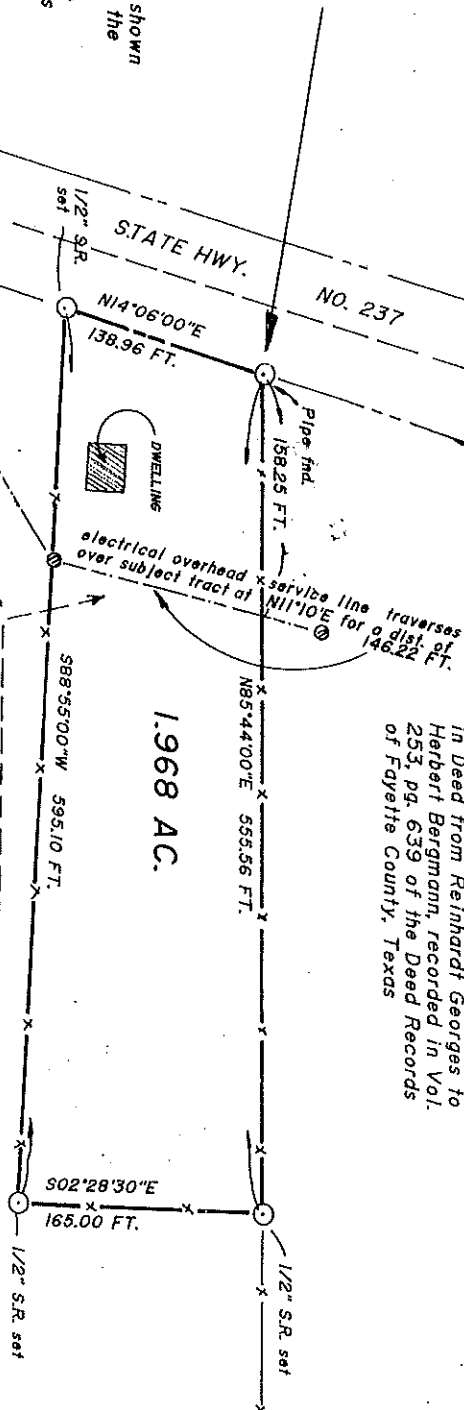 shown
the
s
in Deed from Reinhardt Georges to
Herbert Bergmann, recorded in Vol.
253, pg. 639 of the Deed Records
of Fayette County, Texas
STATE HWY. NO. 237
1/2" S.R.
set
N14°06'00"E
138.96 FT.
Pipe fnd.
158.25 FT.
DWELLING
electrical overhead service line traverses
over subject tract at N11°10'E for a dist. of
146.22 FT.
N85°44'00"E 555.56 FT.
1.968 AC.
S88°55'00"W 595.10 FT.
S02°28'30"E
165.00 FT.
1/2" S.R. set
1/2" S.R. set